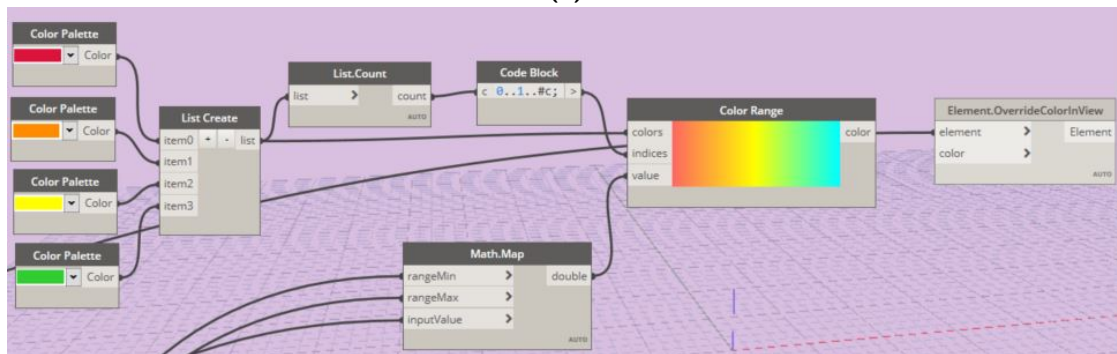 Color Palette
Color
Color Palette
Color
Color Palette
Color
Color Palette
Color
List Create
item0 + - list
item1
item2
item3
List.Count
list > count
AUTO
Code Block
c 0..1..#c; >
Math.Map
rangeMin > double
rangeMax >
inputValue >
AUTO
Color Range
colors color
indices
value
Element.OverrideColorInView
element > Element
color >
AUTO